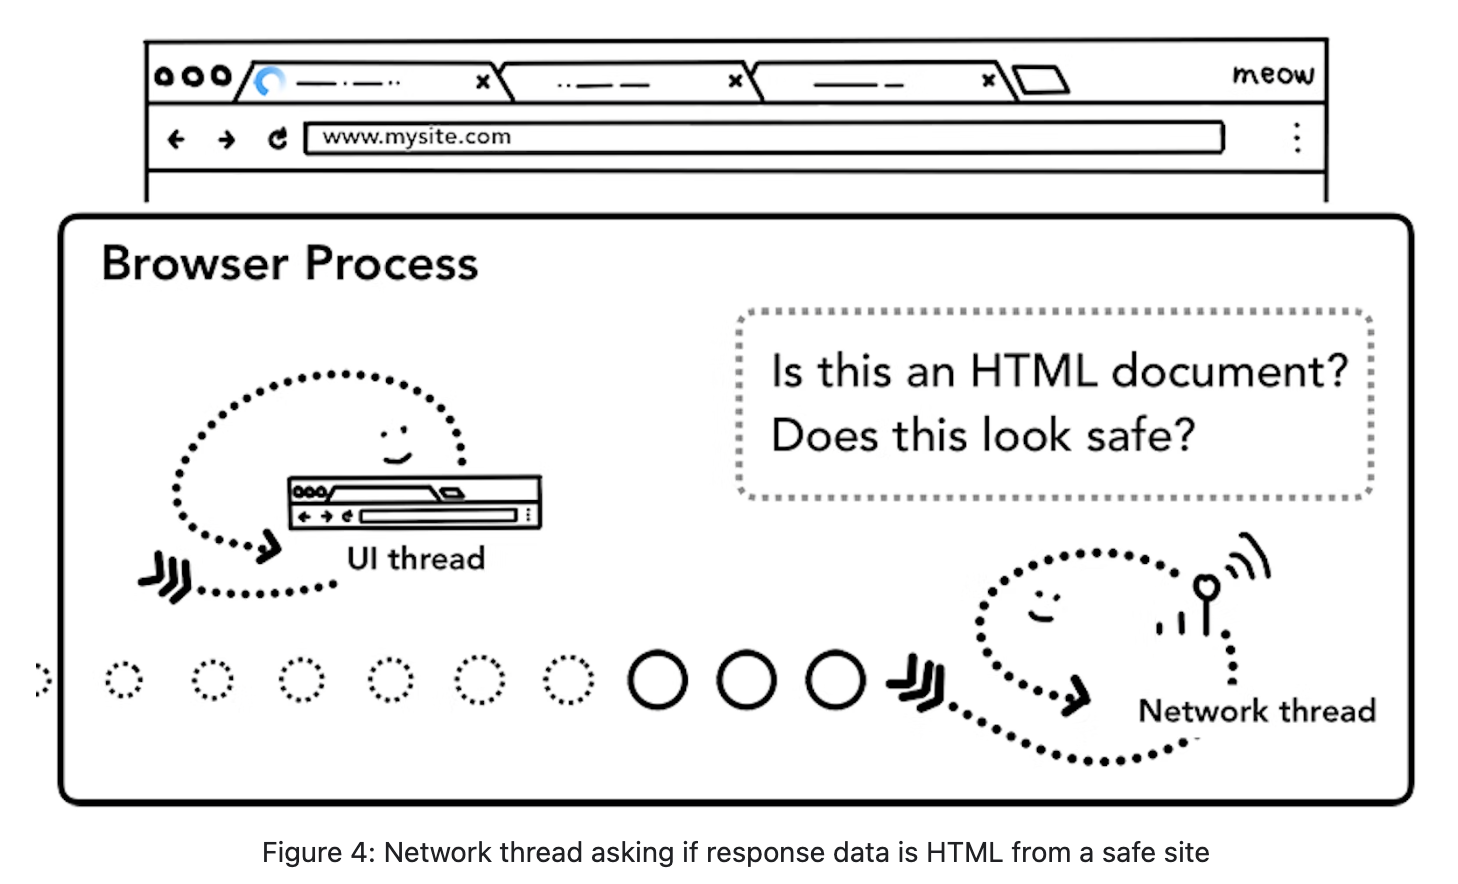 meow
www.mysite.com
Browser Process
Is this an HTML document?
Does this look safe?
UI thread
Network thread
Figure 4: Network thread asking if response data is HTML from a safe site